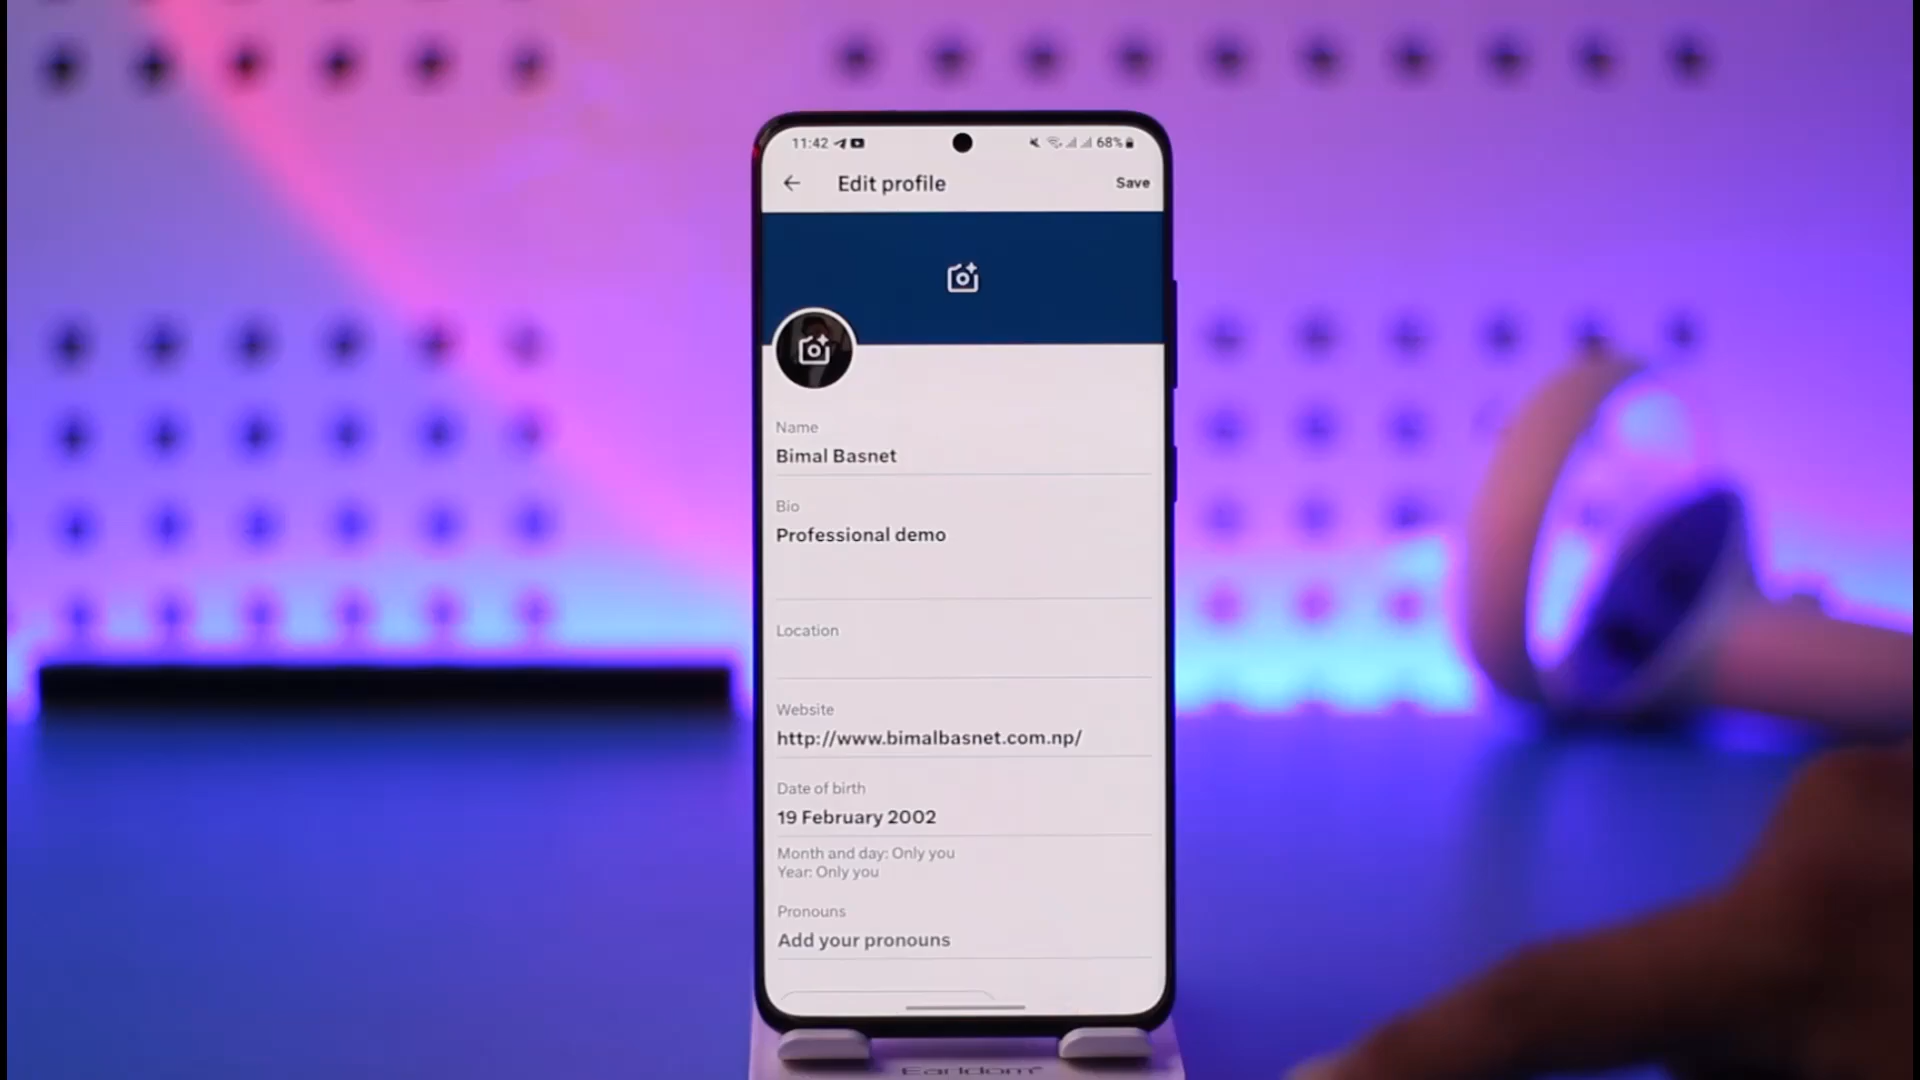 11:42
68%
Edit profile
Save
Name
Bimal Basnet
Bio
Professional demo
Location
Website
http://www.bimalbasnet.com.np/
Date of birth
19 February 2002
Month and day: Only you
Year: Only you
Pronouns
Add your pronouns
Earldom